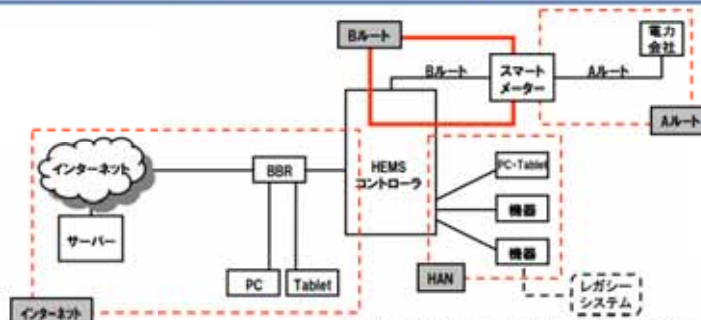 Bルート
電力
会社
Bルート
スマート
メーター
Aルート
Aルート
インターネット
BBR
HEMS
コントローラ
PC・Tablet
機器
サーバー
機器
PC
Tablet
HAN
レガシー
システム
インターネット